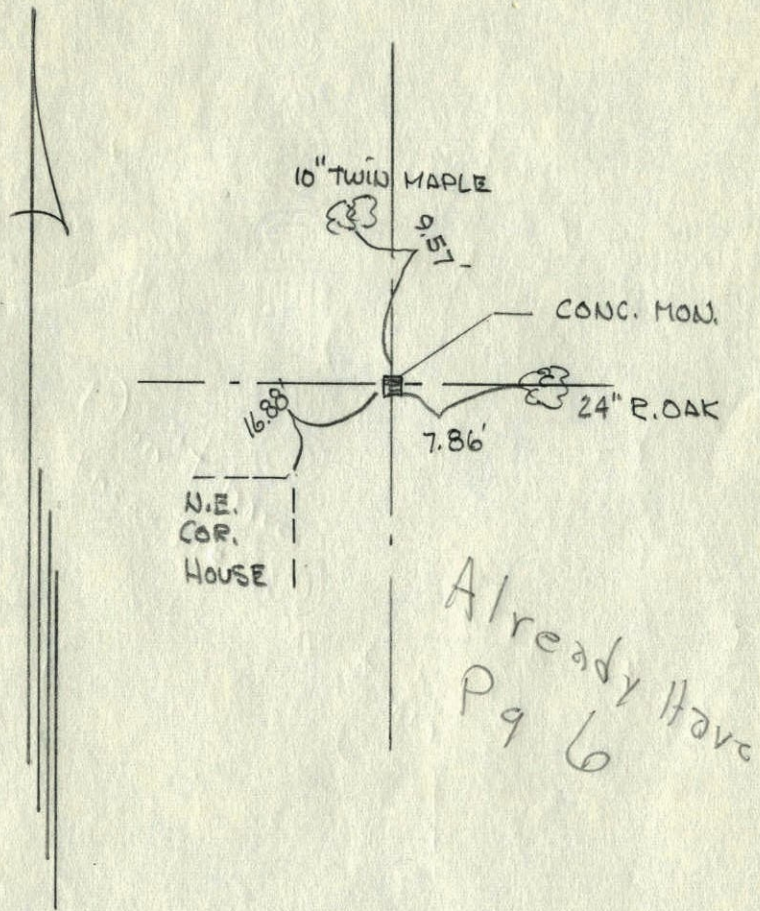 10" TWIN MAPLE
9.57
CONC. MON.
16.88'
24" R. OAK
7.86'
N.E.
COR.
HOUSE
Already Have
Pg 6